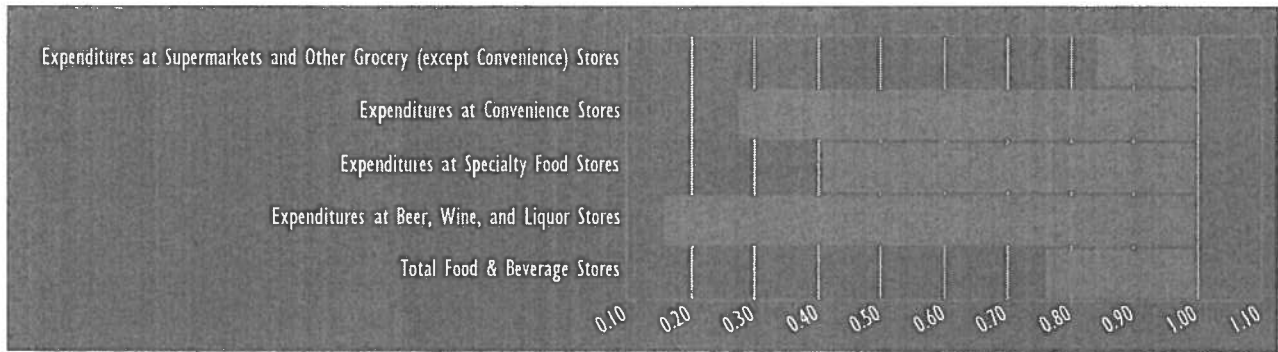 Expenditures at Supermarkets and Other Grocery (except Convenience) Stores
Expenditures at Convenience Stores
Expenditures at Specialty Food Stores
Expenditures at Beer, Wine, and Liquor Stores
Total Food & Beverage Stores
0.10 0.20 0.30 0.40 0.50 0.60 0.70 0.80 0.90 1.00 1.10